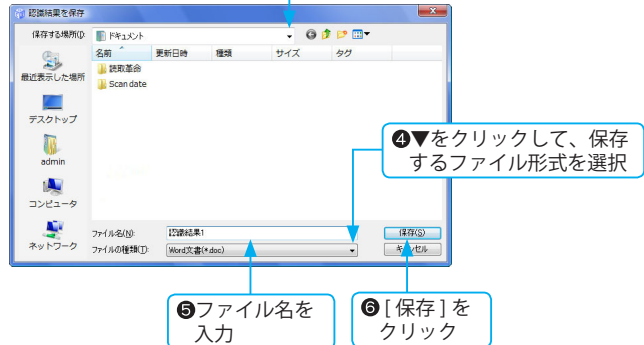 認識結果を保存
保存する場所(I):
ドキュメント
名前
更新日時
種類
サイズ
タグ
読取革命
Scan date
最近表示した場所
デスクトップ
admin
コンピュータ
ネットワーク
❹▼をクリックして、保存
するファイル形式を選択
ファイル名(N):
認識結果1
保存(S)
ファイルの種類(T):
Word文書(*.doc)
キャンセル
❺ファイル名を
入力
❻[保存]を
クリック